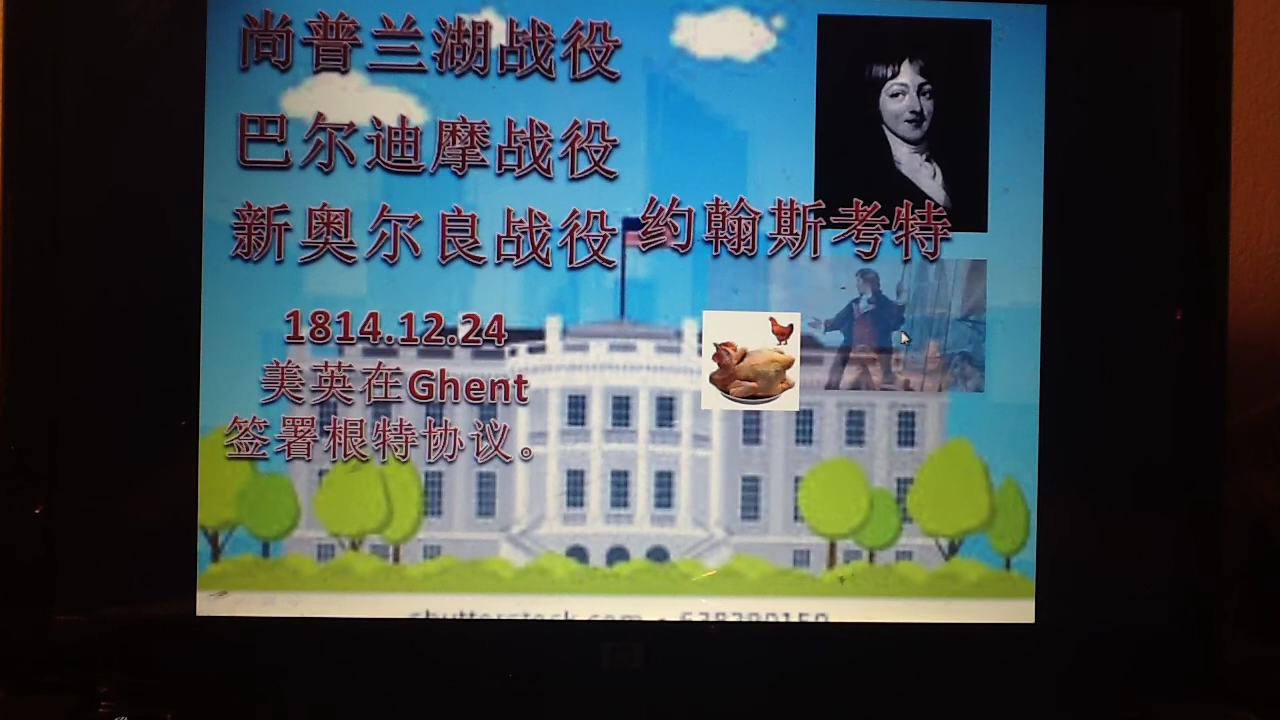 尚普兰湖战役
巴尔迪摩战役
新奥尔良战役
约翰斯考特
1814.12.24
美英在Ghent
签署根特协议。
shutterstock.com •